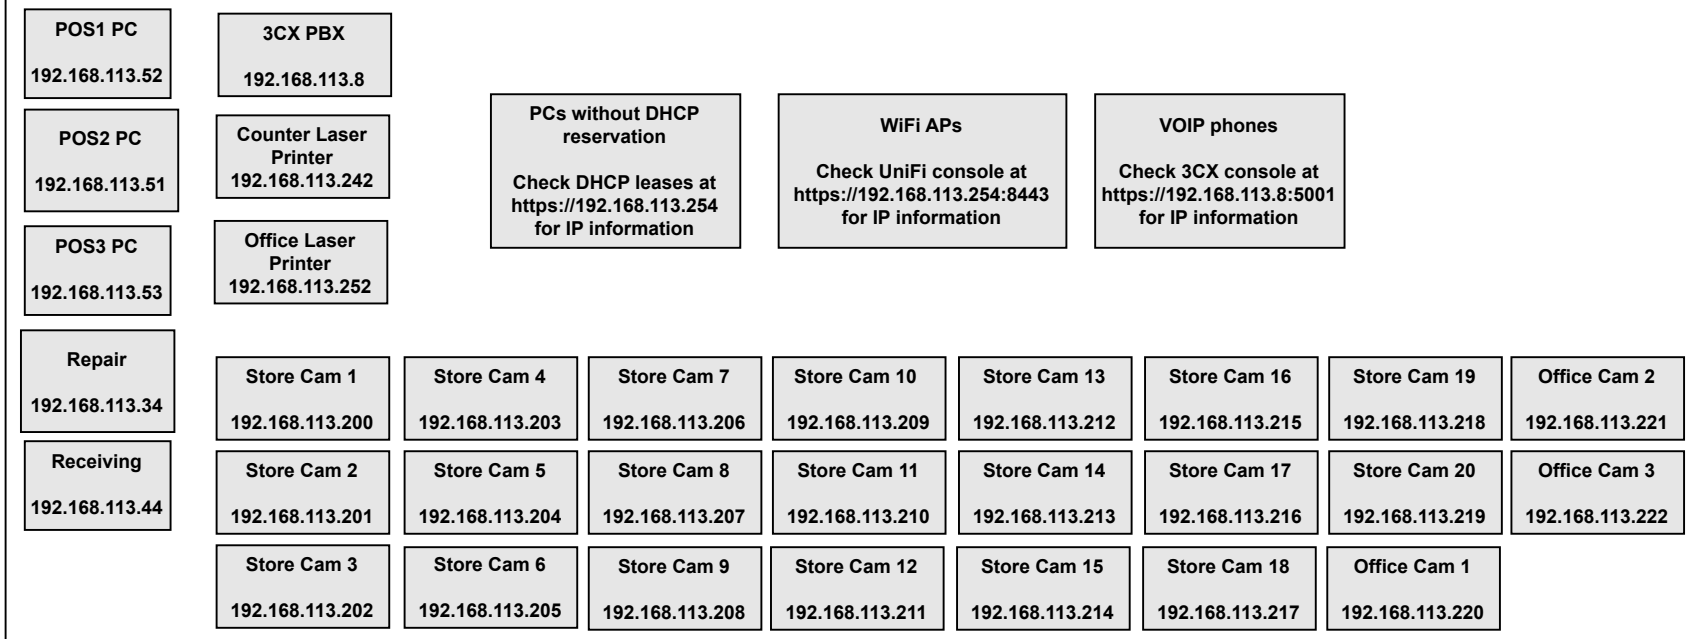 POS1 PC
192.168.113.52
POS2 PC
192.168.113.51
POS3 PC
192.168.113.53
Repair
192.168.113.34
Receiving
192.168.113.44
3CX PBX
192.168.113.8
Counter Laser
Printer
192.168.113.242
Office Laser
Printer
192.168.113.252
PCs without DHCP
reservation
Check DHCP leases at
https://192.168.113.254
for IP information
WiFi APs
Check UniFi console at
https://192.168.113.254:8443
for IP information
VOIP phones
Check 3CX console at
https://192.168.113.8:5001
for IP information
Store Cam 1
192.168.113.200
Store Cam 2
192.168.113.201
Store Cam 3
192.168.113.202
Store Cam 4
192.168.113.203
Store Cam 5
192.168.113.204
Store Cam 6
192.168.113.205
Store Cam 7
192.168.113.206
Store Cam 8
192.168.113.207
Store Cam 9
192.168.113.208
Store Cam 10
192.168.113.209
Store Cam 11
192.168.113.210
Store Cam 12
192.168.113.211
Store Cam 13
192.168.113.212
Store Cam 14
192.168.113.213
Store Cam 15
192.168.113.214
Store Cam 16
192.168.113.215
Store Cam 17
192.168.113.216
Store Cam 18
192.168.113.217
Store Cam 19
192.168.113.218
Store Cam 20
192.168.113.219
Office Cam 1
192.168.113.220
Office Cam 2
192.168.113.221
Office Cam 3
192.168.113.222